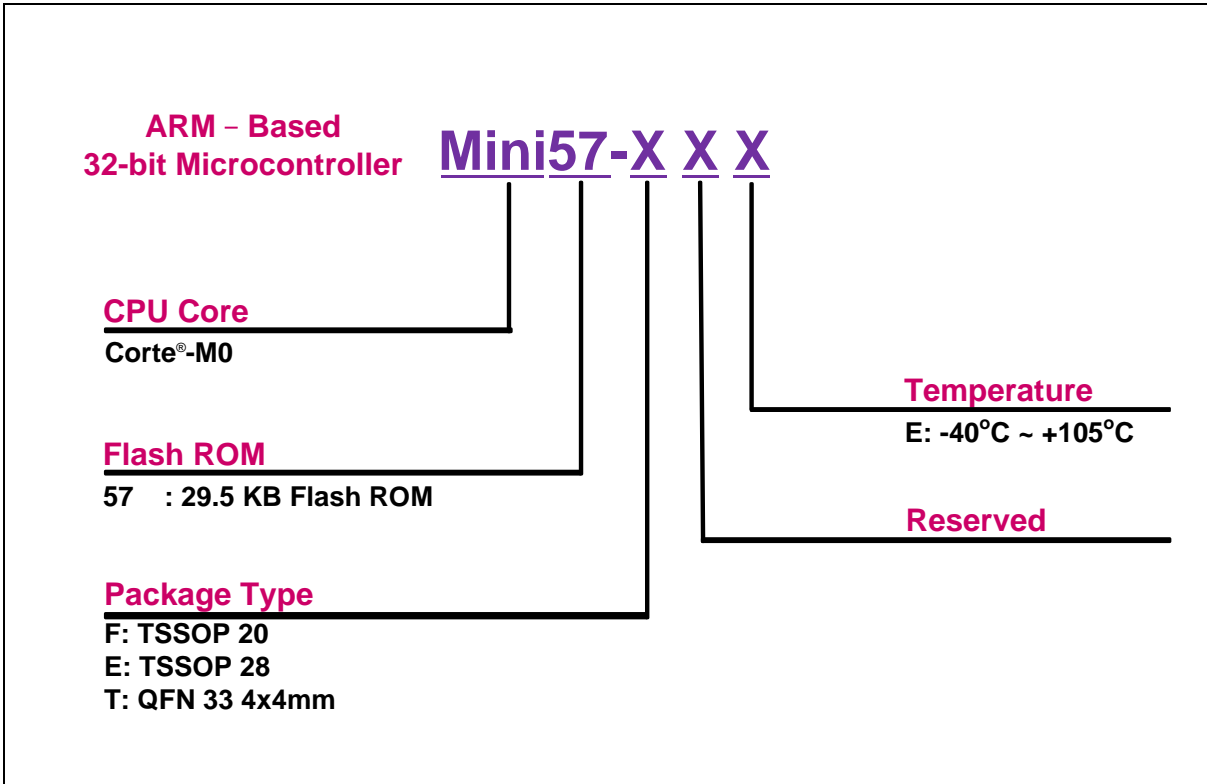 ARM – Based
32-bit Microcontroller
Mini57-X X X
CPU Core
Corte®-M0
Temperature
E: -40°C ~ +105°C
Flash ROM
57 : 29.5 KB Flash ROM
Reserved
Package Type
F: TSSOP 20
E: TSSOP 28
T: QFN 33 4x4mm